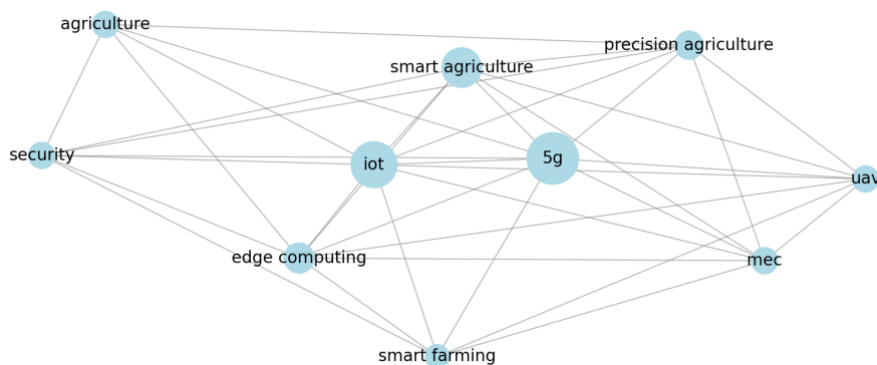 agriculture
precision agriculture
smart agriculture
security
iot
5g
uav
edge computing
mec
smart farming